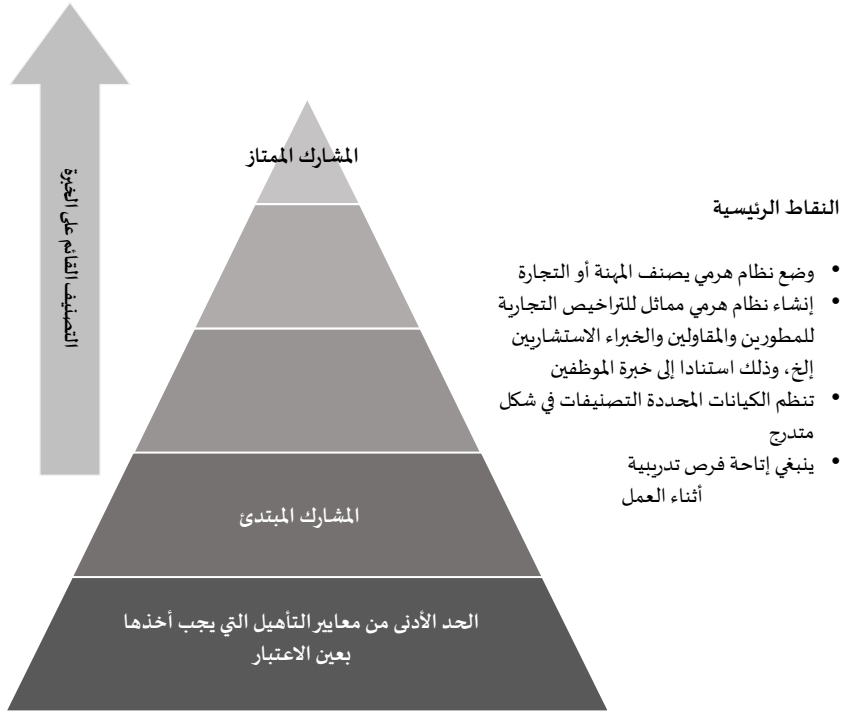 التصنيف القائم على الخبرة
المشارك الممتاز
المشارك المبتدئ
الحد الأدنى من معايير التأهيل التي يجب أخذها
بعين الاعتبار
النقاط الرئيسية
• وضع نظام هرمي يصنف المهنة أو التجارة
• إنشاء نظام هرمي مماثل للتراخيص التجارية
للمطورين والمقاولين والخبراء الاستشاريين
إلخ، وذلك استنادا إلى خبرة الموظفين
• تنظم الكيانات المحددة التصنيفات في شكل
متدرج
• ينبغي إتاحة فرص تدريبية
أثناء العمل